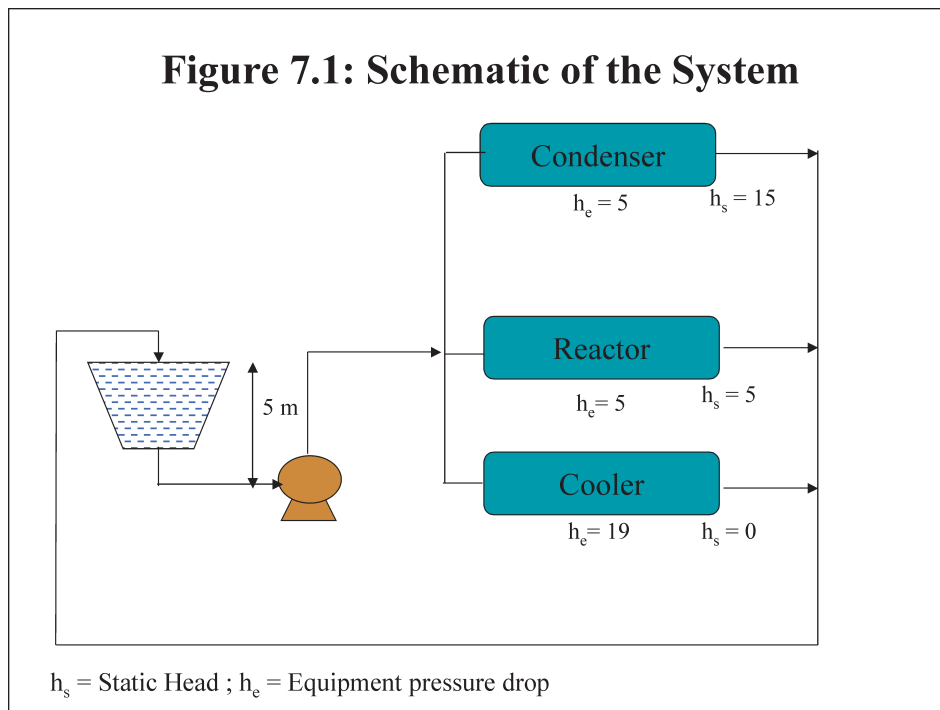 Figure 7.1: Schematic of the System
Condenser
hₑ = 5
hₛ = 15
Reactor
hₑ= 5
hₛ = 5
5 m
Cooler
hₑ= 19
hₛ = 0
hₛ = Static Head ; hₑ = Equipment pressure drop